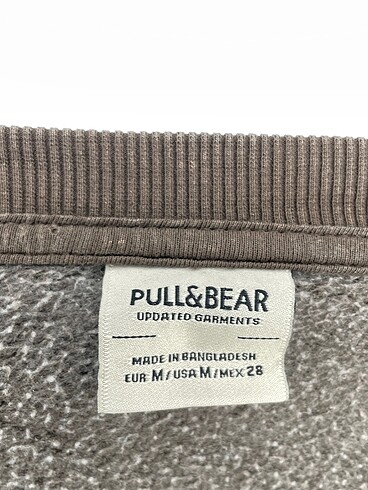 PULL&BEAR
UPDATED GARMENTS
MADE IN BANGLADESH
EUR M/USA M/MEX 28